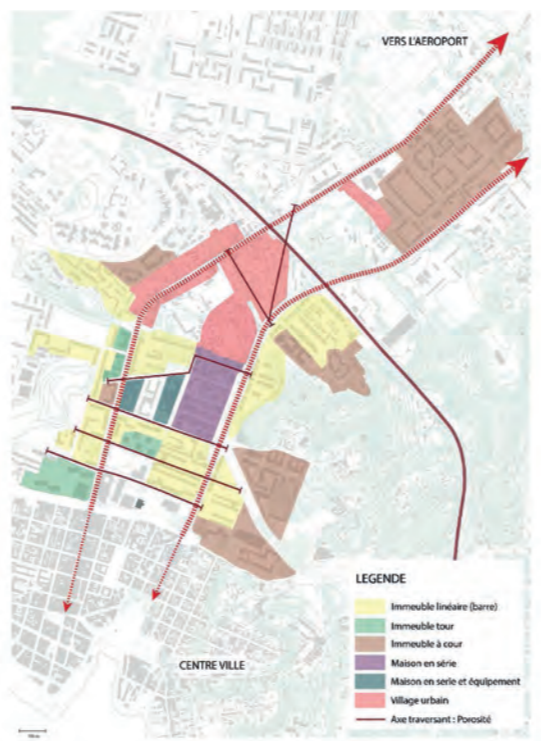 VERS L'AEROPORT
CENTRE VILLE
LEGENDE
Immeuble linéaire (barre)
Immeuble tour
Immeuble à cour
Maison en série
Maison en serie et équipement
Village urbain
Axe traversant : Porosité